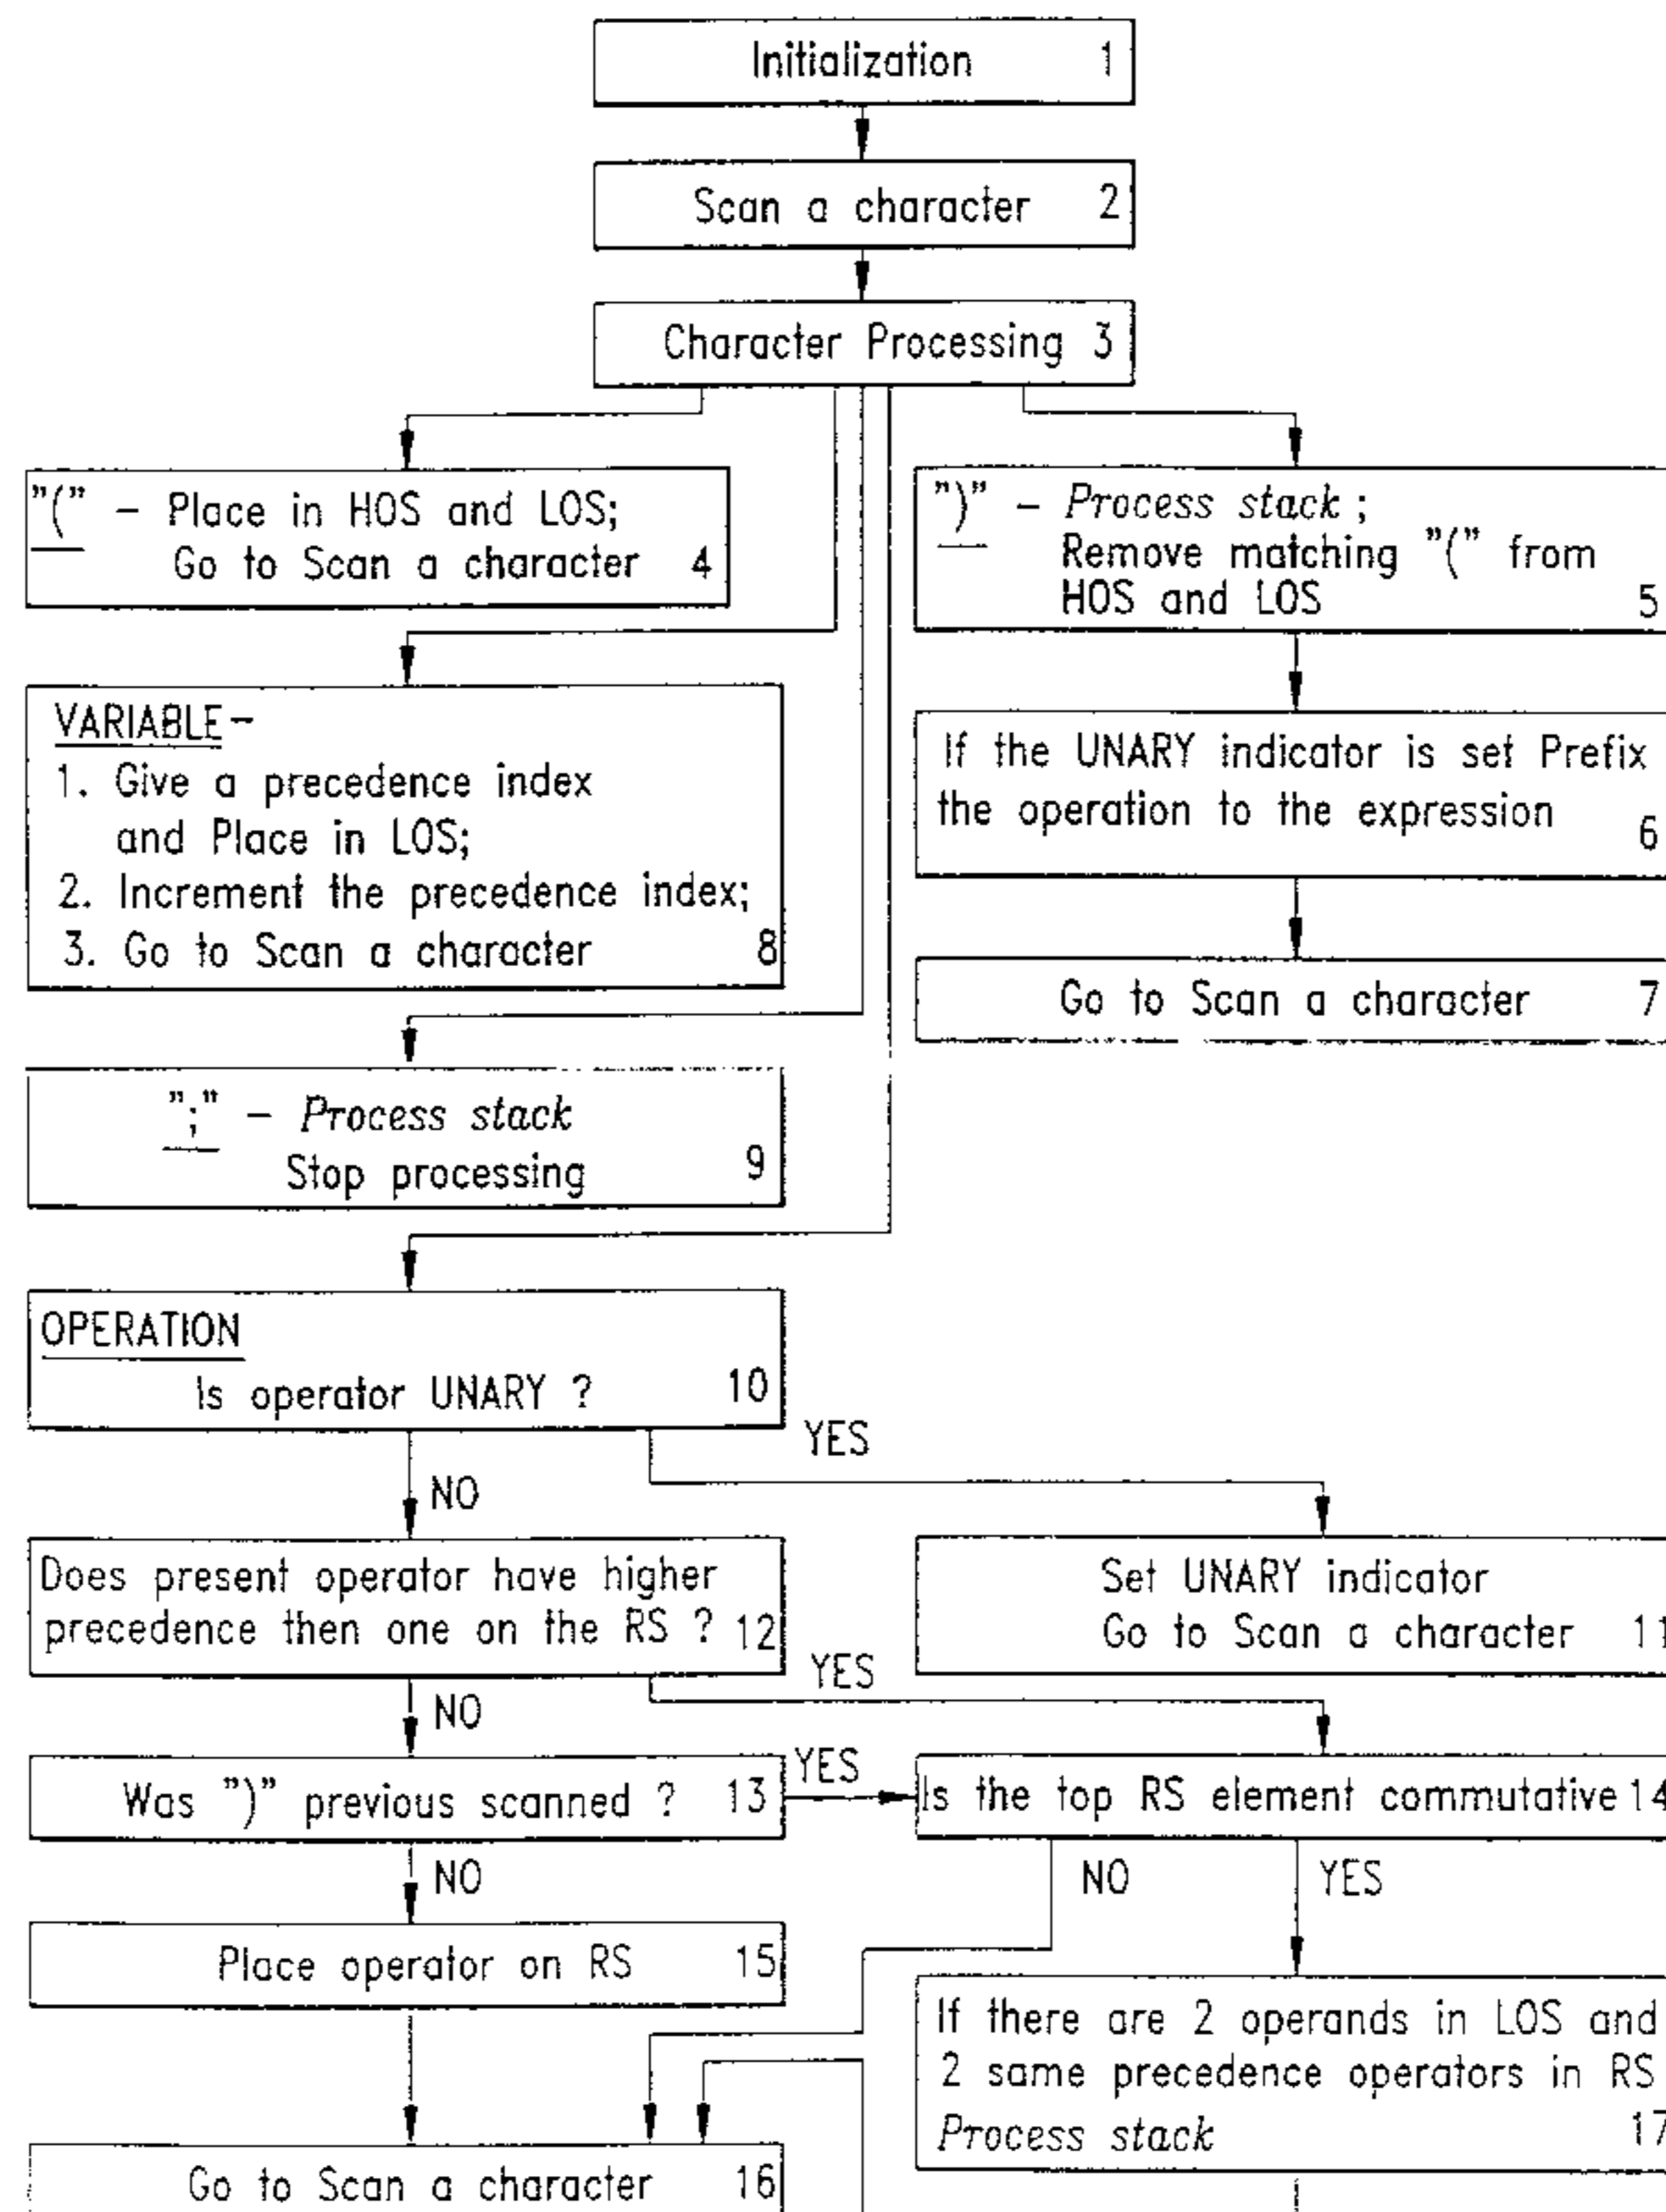 Initialization 1
Scan a character 2
Character Processing 3
"(" – Place in HOS and LOS;
Go to Scan a character 4
")" – Process stack ;
Remove matching "(" from
HOS and LOS 5
VARIABLE –
1. Give a precedence index
and Place in LOS;
2. Increment the precedence index;
3. Go to Scan a character 8
If the UNARY indicator is set Prefix
the operation to the expression 6
Go to Scan a character 7
";" – Process stack
Stop processing 9
OPERATION
Is operator UNARY ? 10
YES
NO
Does present operator have higher
precedence then one on the RS ? 12
Set UNARY indicator
Go to Scan a character 11
YES
NO
Was ")" previous scanned ? 13
YES
Is the top RS element commutative 14
NO
NO
YES
Place operator on RS 15
If there are 2 operands in LOS and
2 same precedence operators in RS
Process stack 17
Go to Scan a character 16